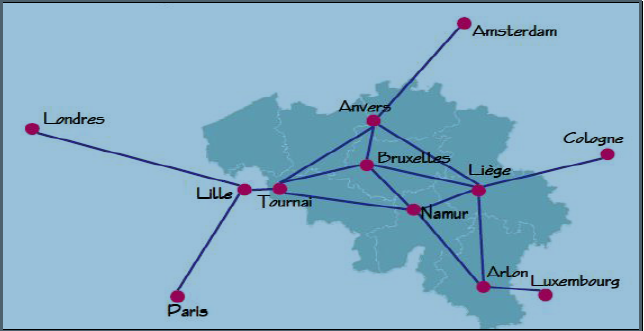 Amsterdam
Anvers
Londres
Cologne
Bruxelles
Liège
Lille
Tournai
Namur
Arlon
Luxembourg
Paris